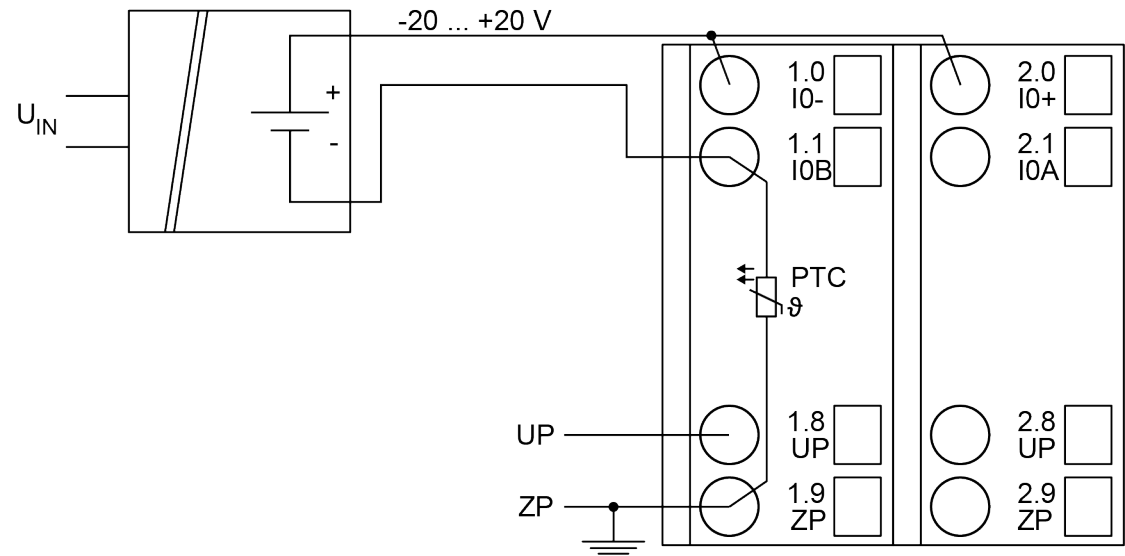 -20 ... +20 V
U IN
+
-
1.0
I0-
2.0
I0+
1.1
I0B
2.1
I0A
PTC
ϑ
UP
1.8
UP
2.8
UP
ZP
1.9
ZP
2.9
ZP